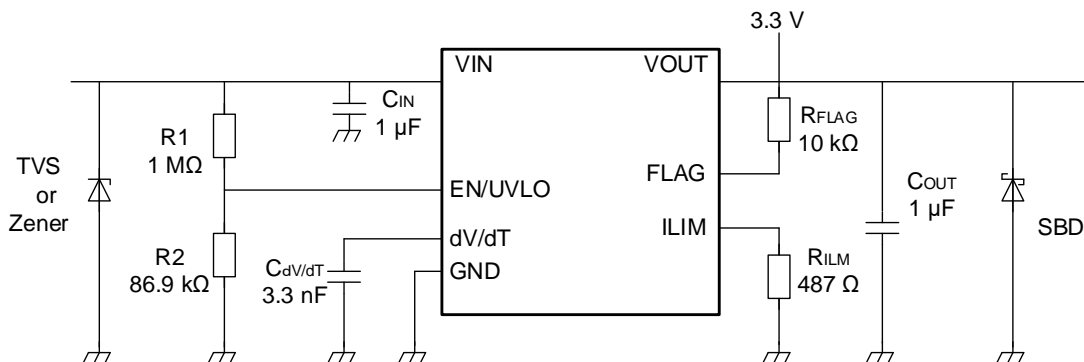 3.3 V
VIN
VOUT
CIN
1 µF
R1
1 MΩ
RFLAG
10 kΩ
TVS
or
Zener
EN/UVLO
FLAG
COUT
1 µF
SBD
dV/dT
ILIM
R2
86.9 kΩ
CdV/dT
3.3 nF
GND
RILM
487 Ω